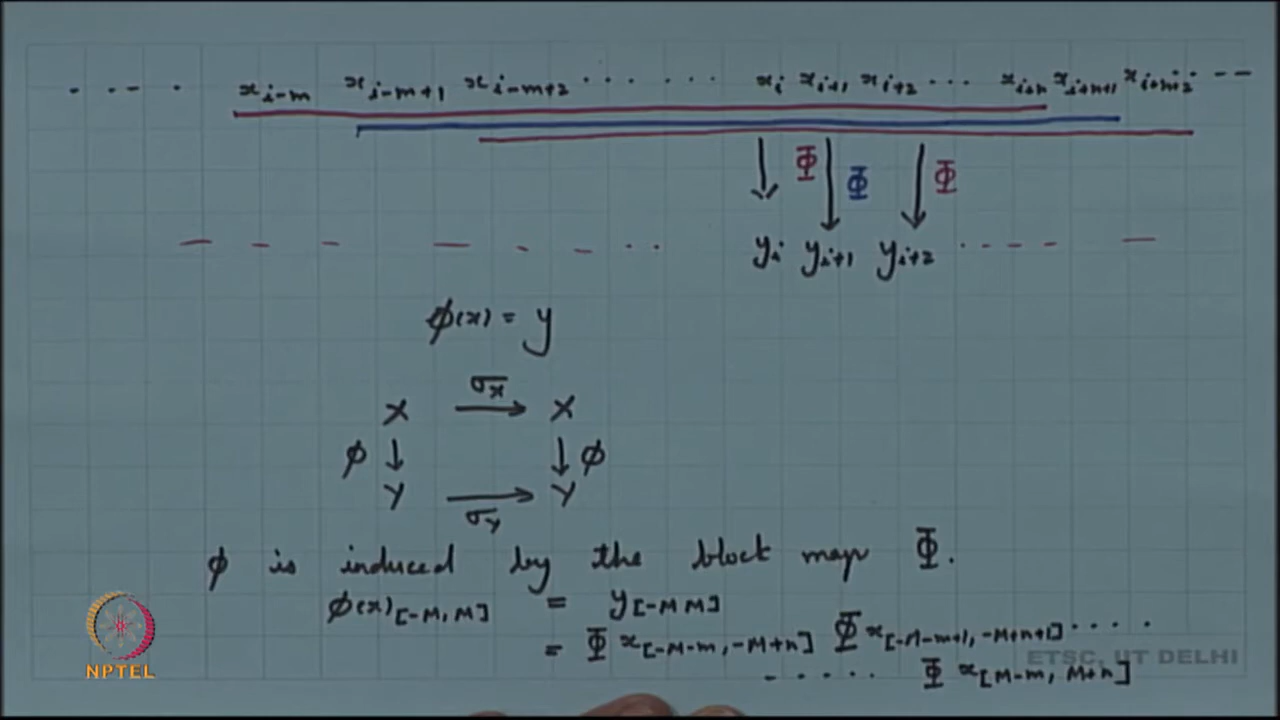 - - - · x_{i-m} x_{i-m+1} x_{i-m+2} · · · · · · x_i x_{i+1} x_{i+2} · · · x_{i+n} x_{i+n+1} x_{i+n+2} · - -
Φ Φ Φ
— - - — - - · · y_i y_{i+1} y_{i+2} · · - - - —
ϕ(x) = y
σ_X
X → X
ϕ ↓ ↓ ϕ
Y → Y
σ_Y
ϕ is induced by the block map Φ.
ϕ(x)_{[-M, M]} = y_{[-M M]}
= Φ x_{[-M-m, -M+n]} Φ x_{[-M-m+1, -M+n+1]} · · · ·
· · · · · Φ x_{[M-m, M+n]}
NPTEL
ETSC, IIT DELHI